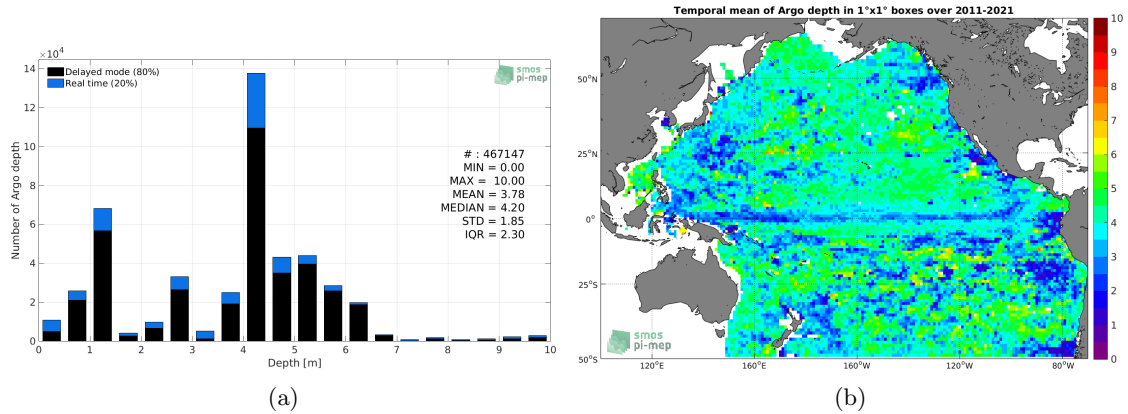 ×10⁴
14
12
10
8
6
4
2
0
Number of Argo depth
Delayed mode (80%)
Real time (20%)
smos
pi-mep
# : 467147
MIN = 0.00
MAX = 10.00
MEAN = 3.78
MEDIAN = 4.20
STD = 1.85
IQR = 2.30
0 1 2 3 4 5 6 7 8 9 10
Depth [m]
(a)
Temporal mean of Argo depth in 1°x1° boxes over 2011-2021
50°N
25°N
0°
25°S
50°S
smos
pi-mep
120°E 160°E 160°W 120°W 80°W
10
9
8
7
6
5
4
3
2
1
0
(b)